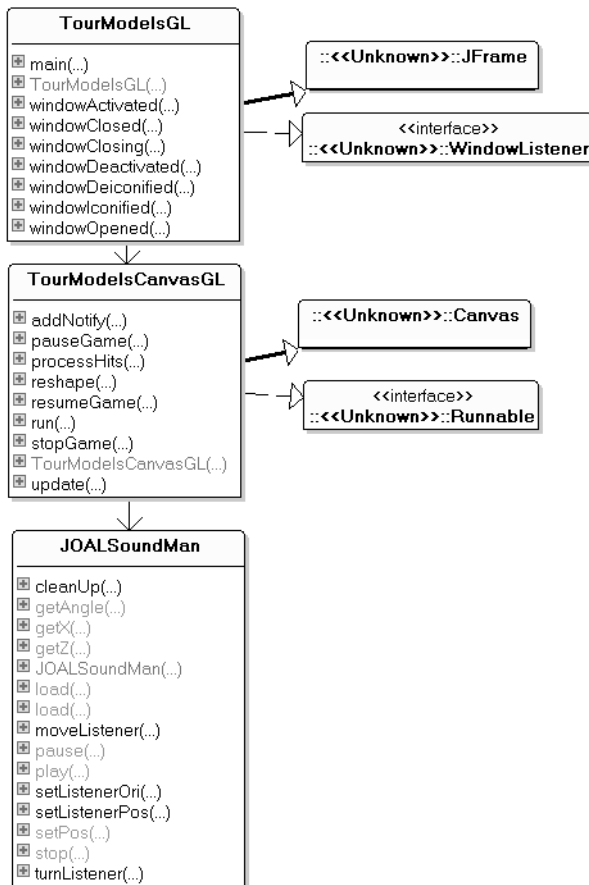 TourModelsGL
main(...)
TourModelsGL(...)
windowActivated(...)
windowClosed(...)
windowClosing(...)
windowDeactivated(...)
windowDeiconified(...)
windowIconified(...)
windowOpened(...)
::<<Unknown>>::JFrame
<<interface>>
::<<Unknown>>::WindowListener
TourModelsCanvasGL
addNotify(...)
pauseGame(...)
processHits(...)
reshape(...)
resumeGame(...)
run(...)
stopGame(...)
TourModelsCanvasGL(...)
update(...)
::<<Unknown>>::Canvas
<<interface>>
::<<Unknown>>::Runnable
JOALSoundMan
cleanUp(...)
getAngle(...)
getX(...)
getZ(...)
JOALSoundMan(...)
load(...)
load(...)
moveListener(...)
pause(...)
play(...)
setListenerOri(...)
setListenerPos(...)
setPos(...)
stop(...)
turnListener(...)